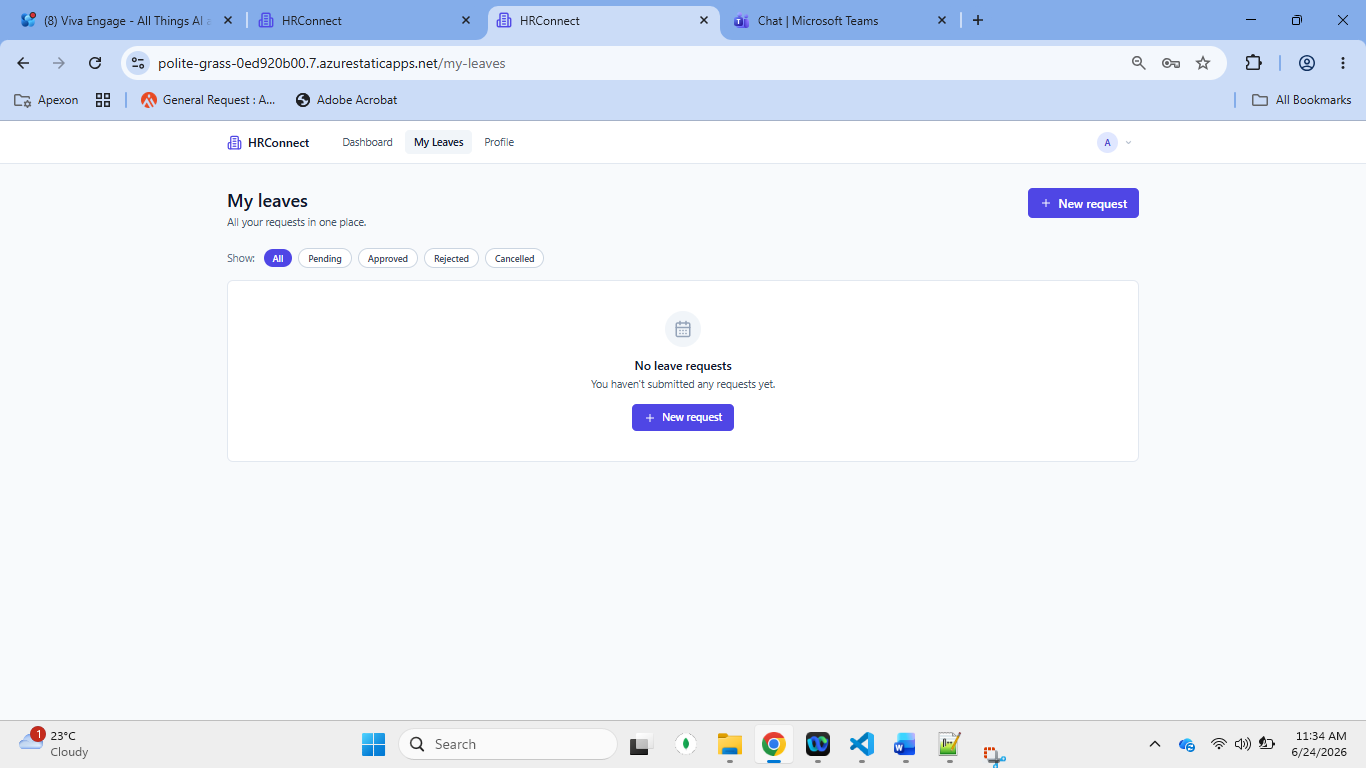 (8) Viva Engage - All Things AI a
HRConnect
HRConnect
Chat | Microsoft Teams
polite-grass-0ed920b00.7.azurestaticapps.net/my-leaves
Apexon
General Request : A...
Adobe Acrobat
All Bookmarks
HRConnect
Dashboard
My Leaves
Profile
A
My leaves
All your requests in one place.
New request
Show:
All
Pending
Approved
Rejected
Cancelled
No leave requests
You haven't submitted any requests yet.
New request
1
23°C
Cloudy
Search
11:34 AM
6/24/2026